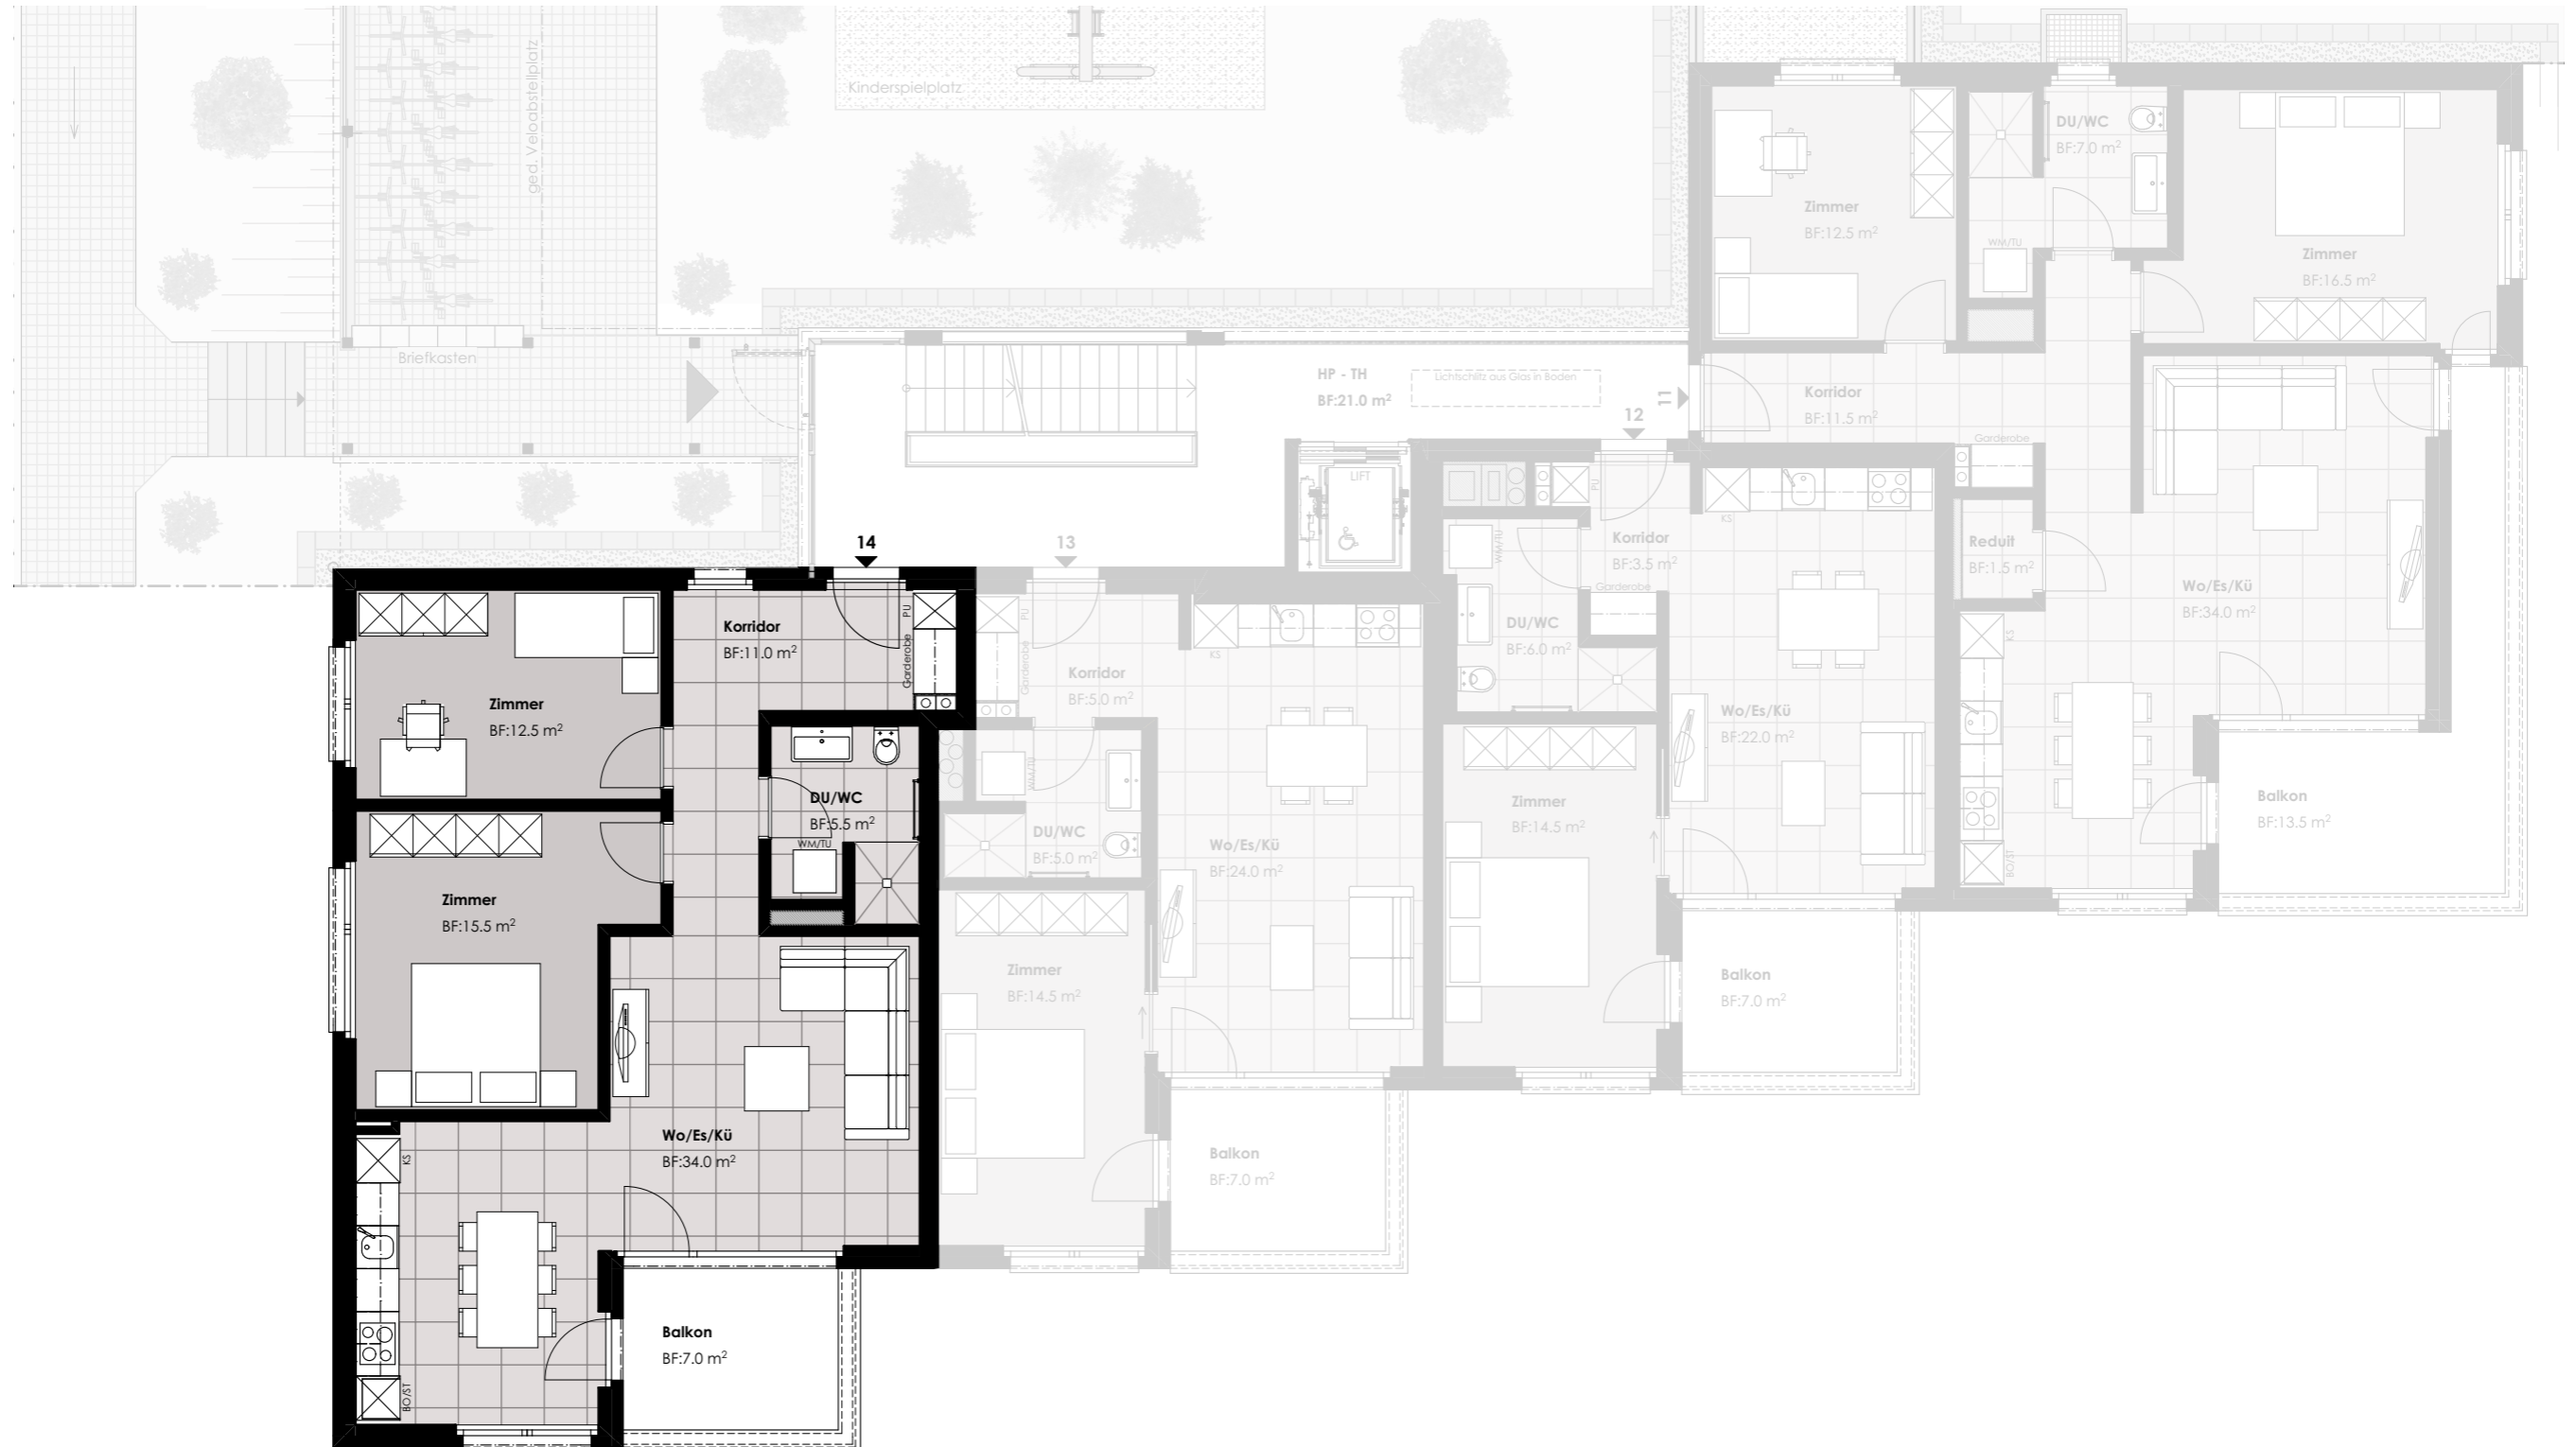 ged. Veloabstellplatz
Kinderspielplatz
Briefkasten
HP - TH
BF:21.0 m²
Lichtschlitz aus Glas in Boden
LIFT
11
12
13
14
Zimmer
BF:12.5 m²
DU/WC
BF:7.0 m²
WM/TU
Zimmer
BF:16.5 m²
Korridor
BF:11.5 m²
Garderobe
Reduit
BF:1.5 m²
Wo/Es/Kü
BF:34.0 m²
KS
BO/ST
Balkon
BF:13.5 m²
PU
Korridor
BF:3.5 m²
Garderobe
WM/TU
DU/WC
BF:6.0 m²
KS
Wo/Es/Kü
BF:22.0 m²
Zimmer
BF:14.5 m²
Balkon
BF:7.0 m²
PU
Garderobe
Korridor
BF:5.0 m²
KS
WM/TU
DU/WC
BF:5.0 m²
Wo/Es/Kü
BF:24.0 m²
Zimmer
BF:14.5 m²
Balkon
BF:7.0 m²
Korridor
BF:11.0 m²
PU
Garderobe
Zimmer
BF:12.5 m²
DU/WC
BF:5.5 m²
WM/TU
Zimmer
BF:15.5 m²
Wo/Es/Kü
BF:34.0 m²
KS
BO/ST
Balkon
BF:7.0 m²